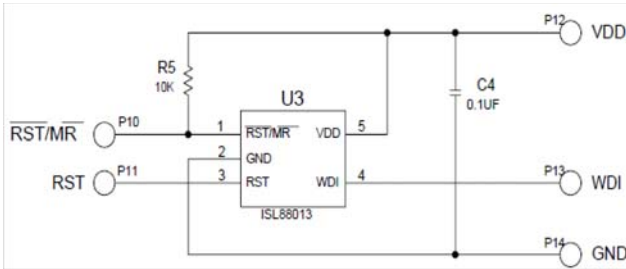 P12 VDD
R5
10K
C4
0.1UF
U3
P10
RST/MR
1 RST/MR VDD 5
2 GND
P11
RST 3 RST WDI 4
P13 WDI
ISL88013
P14 GND